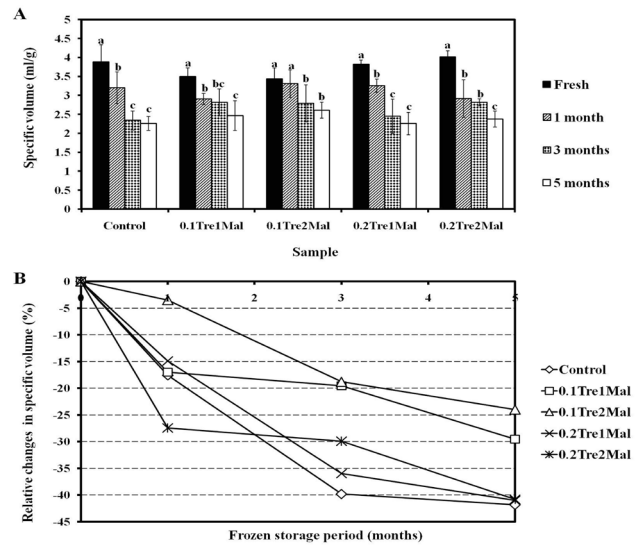 A
Specific volume (ml/g)
5
4.5
4
3.5
3
2.5
2
1.5
1
0.5
0
a b c c
a b bc c
a a b b
a b c c
a b b c
Control 0.1Tre1Mal 0.1Tre2Mal 0.2Tre1Mal 0.2Tre2Mal
Sample
Fresh
1 month
3 months
5 months
B
Relative changes in specific volume (%)
0
-5
-10
-15
-20
-25
-30
-35
-40
-45
0 1 2 3 4 5
Frozen storage period (months)
Control
0.1Tre1Mal
0.1Tre2Mal
0.2Tre1Mal
0.2Tre2Mal